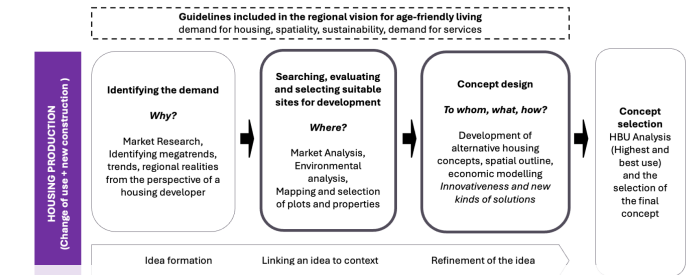 Guidelines included in the regional vision for age-friendly living
demand for housing, spatiality, sustainability, demand for services
HOUSING PRODUCTION
(Change of use + new construction )
Identifying the demand
Why?
Market Research,
Identifying megatrends,
trends, regional realities
from the perspective of a
housing developer
Searching, evaluating
and selecting suitable
sites for development
Where?
Market Analysis,
Environmental
analysis,
Mapping and selection
of plots and properties
Concept design
To whom, what, how?
Development of
alternative housing
concepts, spatial outline,
economic modelling
Innovativeness and new
kinds of solutions
Concept
selection
HBU Analysis
(Highest and
best use)
and the
selection of
the final
concept
Idea formation
Linking an idea to context
Refinement of the idea